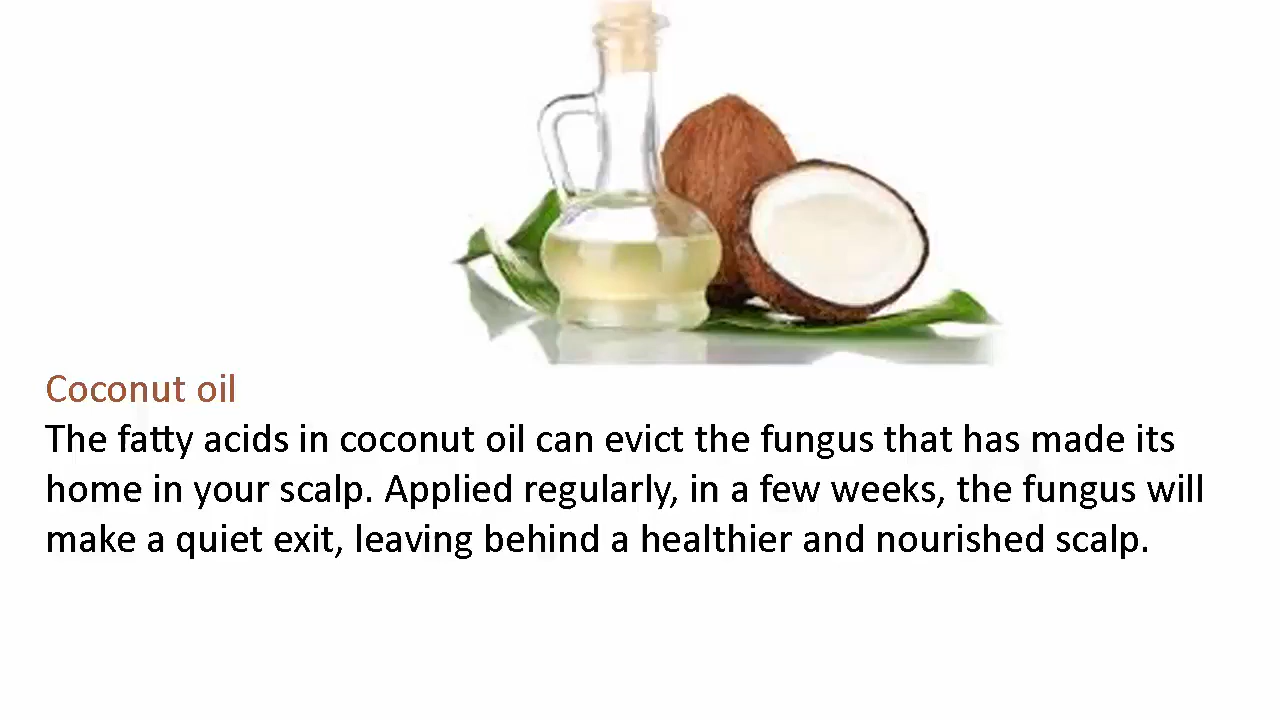 Coconut oil
The fatty acids in coconut oil can evict the fungus that has made its
home in your scalp. Applied regularly, in a few weeks, the fungus will
make a quiet exit, leaving behind a healthier and nourished scalp.